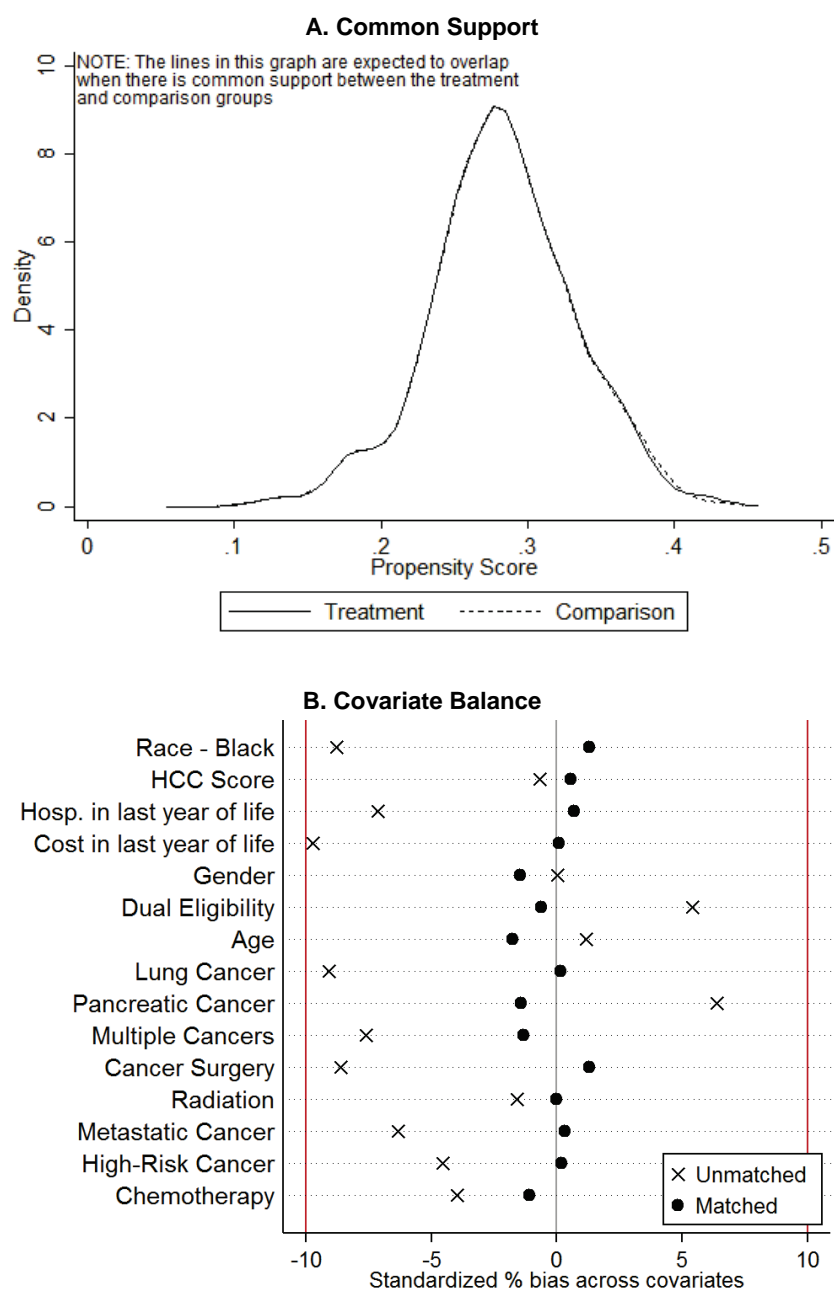 A. Common Support
NOTE: The lines in this graph are expected to overlap
when there is common support between the treatment
and comparison groups
10
8
6
4
2
0
Density
0 .1 .2 .3 .4 .5
Propensity Score
Treatment Comparison
B. Covariate Balance
Race - Black
HCC Score
Hosp. in last year of life
Cost in last year of life
Gender
Dual Eligibility
Age
Lung Cancer
Pancreatic Cancer
Multiple Cancers
Cancer Surgery
Radiation
Metastatic Cancer
High-Risk Cancer
Chemotherapy
Unmatched
Matched
-10 -5 0 5 10
Standardized % bias across covariates